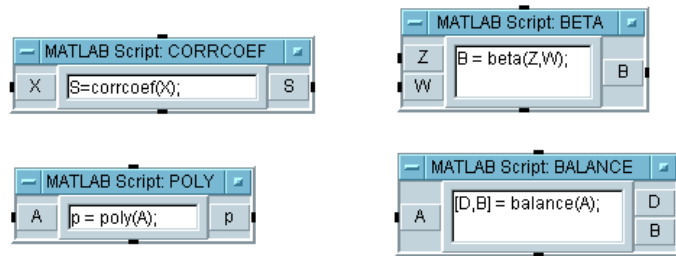 MATLAB Script: CORRCOEF
X
S=corrcoef(X);
S
MATLAB Script: BETA
Z
W
B = beta(Z,W);
B
MATLAB Script: POLY
A
p = poly(A);
p
MATLAB Script: BALANCE
A
[D,B] = balance(A);
D
B